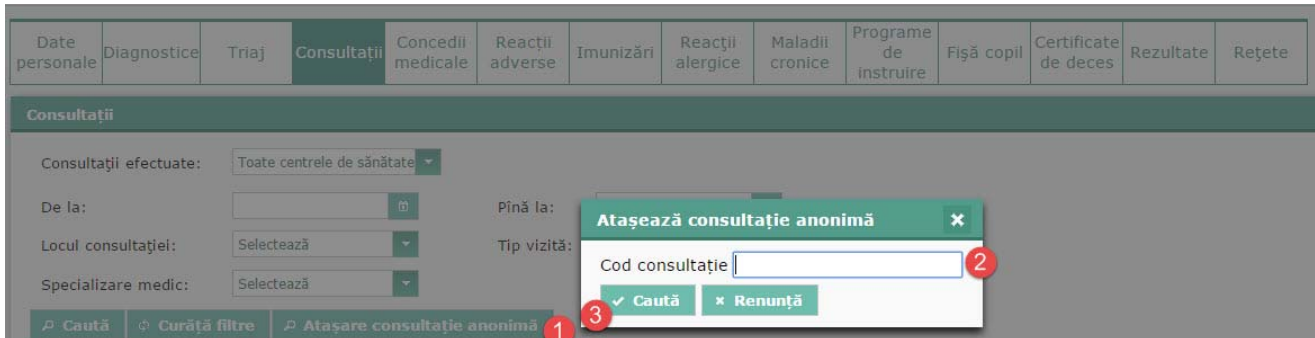 Date personale
Diagnostice
Triaj
Consultații
Concedii medicale
Reacții adverse
Imunizări
Reacții alergice
Maladii cronice
Programe de instruire
Fișă copil
Certificate de deces
Rezultate
Rețete
Consultații
Consultații efectuate: Toate centrele de sănătate
De la:
Pînă la:
Locul consultației: Selectează
Tip vizită:
Specializare medic: Selectează
Caută
Curăță filtre
Atașare consultație anonimă
1
Atașează consultație anonimă
Cod consultație
2
3
Caută
Renunță